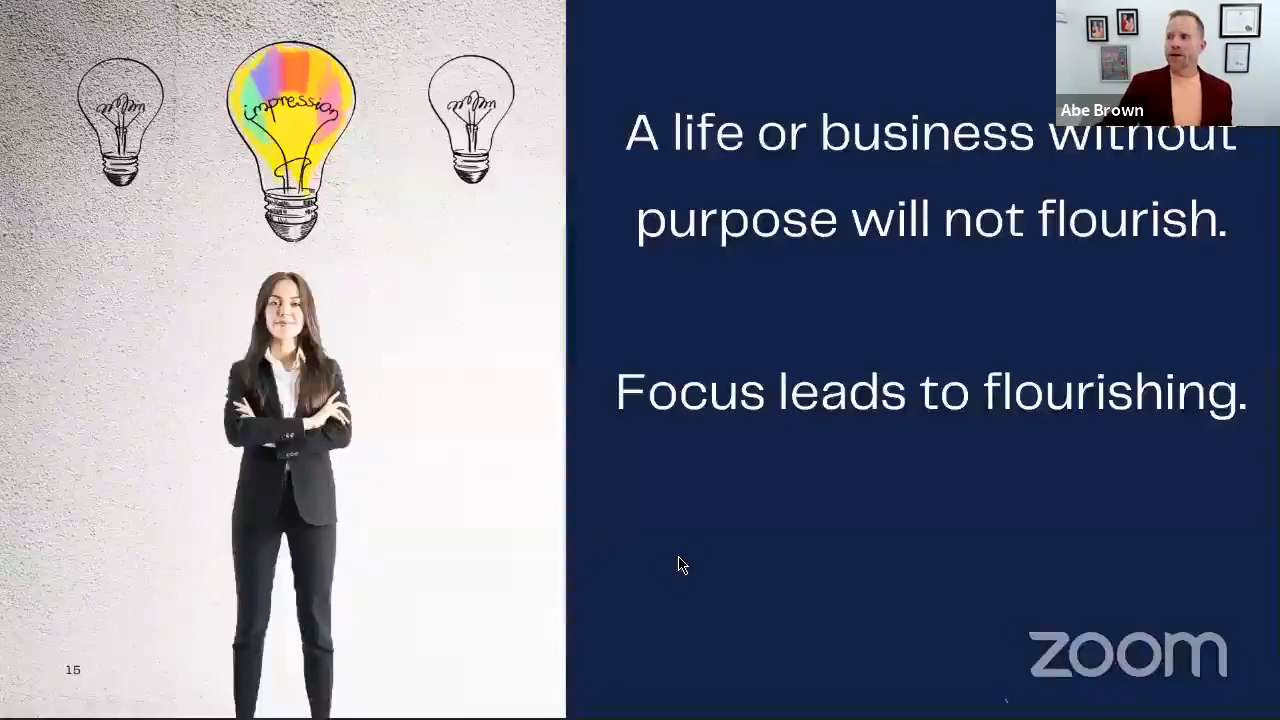 impression
Abe Brown
A life or business without
purpose will not flourish.
Focus leads to flourishing.
15
zoom